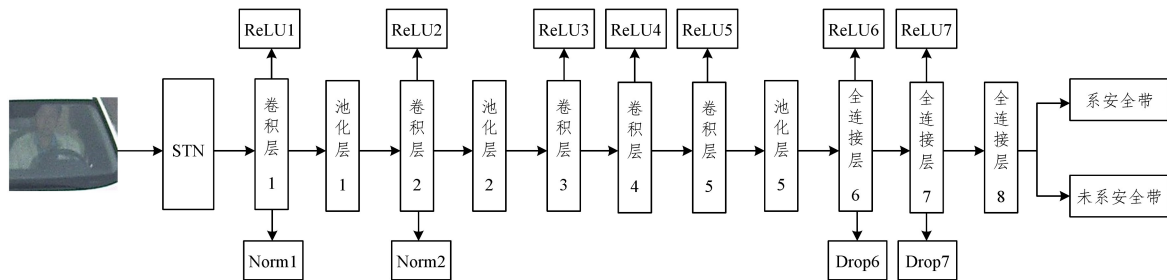 ReLU1
ReLU2
ReLU3
ReLU4
ReLU5
ReLU6
ReLU7
STN
卷积层 1
池化层 1
卷积层 2
池化层 2
卷积层 3
卷积层 4
卷积层 5
池化层 5
全连接层 6
全连接层 7
全连接层 8
系安全带
未系安全带
Norm1
Norm2
Drop6
Drop7